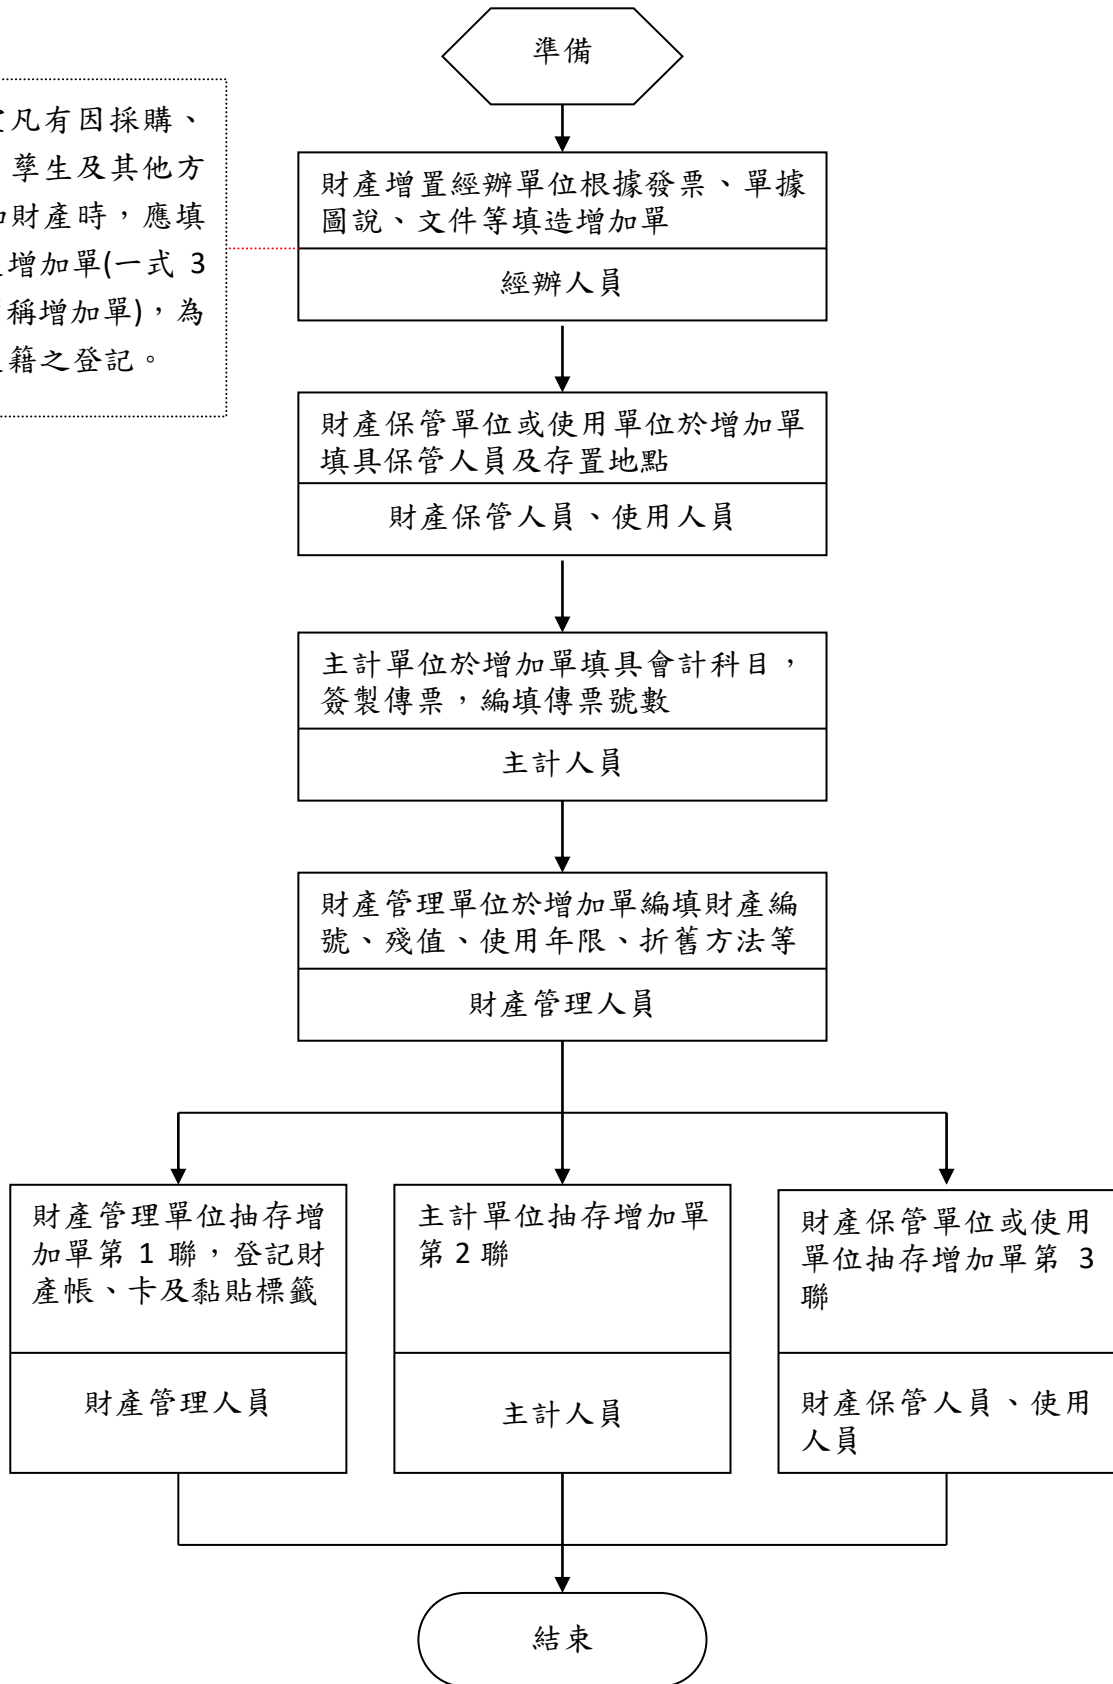 準備
定凡有因採購、
、孳生及其他方
加財產時，應填
產增加單(一式 3
簡稱增加單)，為
產籍之登記。
財產增置經辦單位根據發票、單據
圖說、文件等填造增加單
經辦人員
財產保管單位或使用單位於增加單
填具保管人員及存置地點
財產保管人員、使用人員
主計單位於增加單填具會計科目，
簽製傳票，編填傳票號數
主計人員
財產管理單位於增加單編填財產編
號、殘值、使用年限、折舊方法等
財產管理人員
財產管理單位抽存增
加單第 1 聯，登記財
產帳、卡及黏貼標籤
財產管理人員
主計單位抽存增加單
第 2 聯
主計人員
財產保管單位或使用
單位抽存增加單第 3
聯
財產保管人員、使用
人員
結束